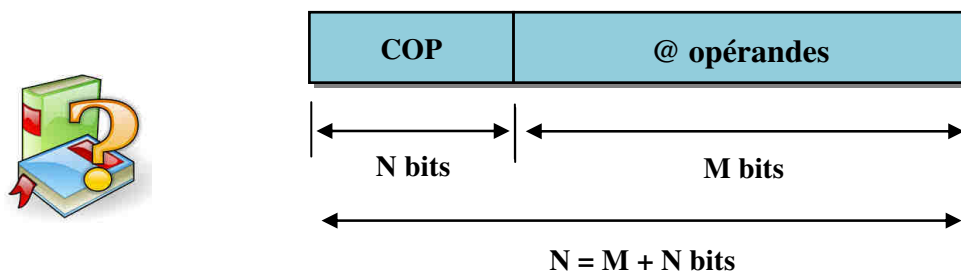 COP @ opérandes
N bits M bits
N = M + N bits